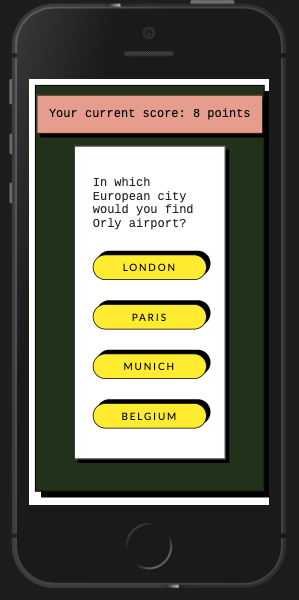 Your current score: 8 points
In which
European city
would you find
Orly airport?
LONDON
PARIS
MUNICH
BELGIUM